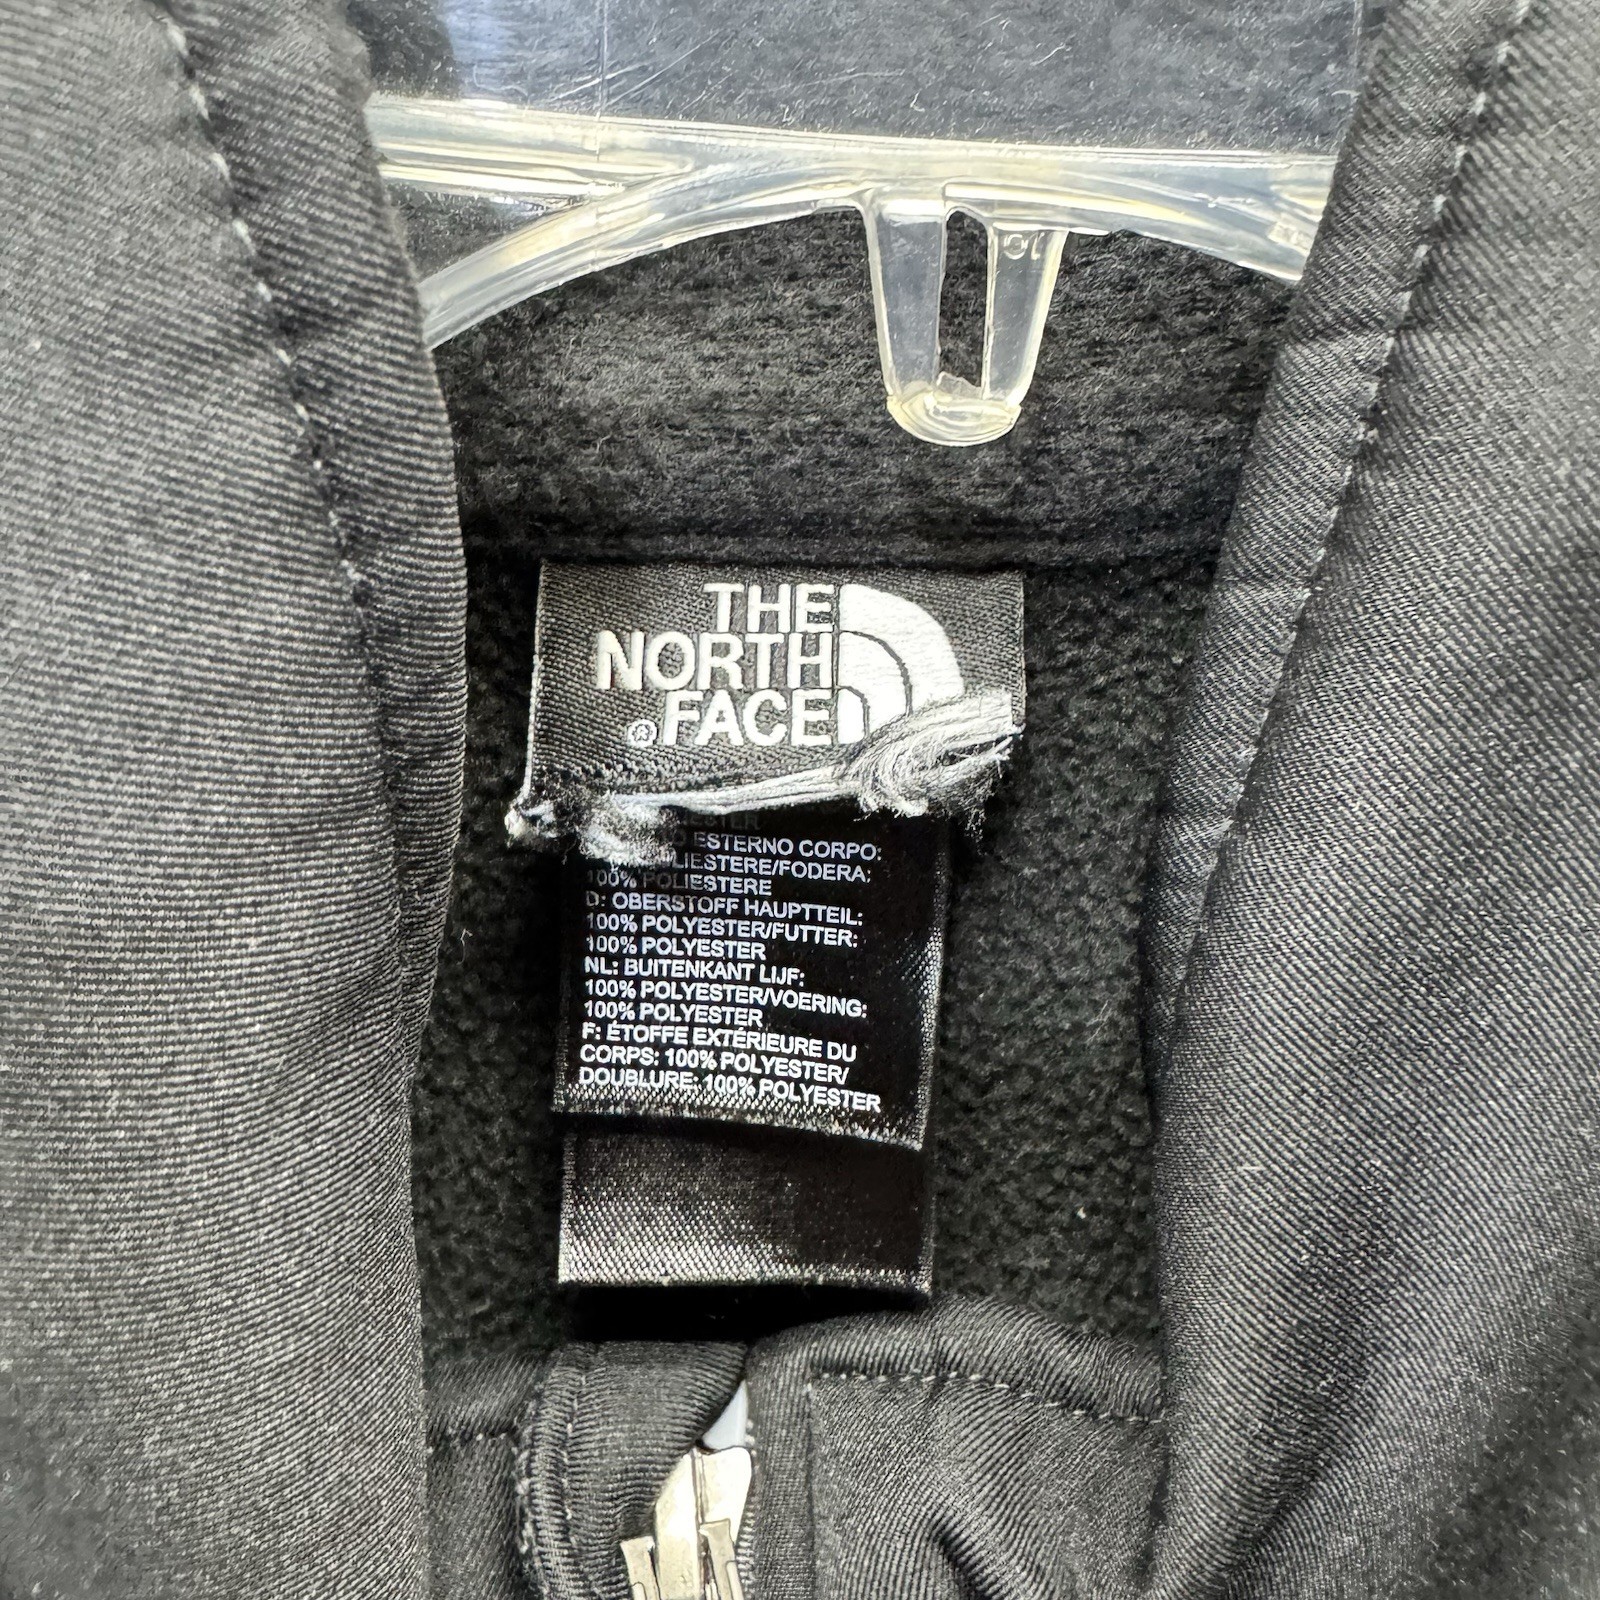 THE
NORTH
FACE
®
ESTERNO CORPO:
100% POLIESTERE
D: OBERSTOFF HAUPTTEIL:
100% POLYESTER/FUTTER:
100% POLYESTER
NL: BUITENKANT LIJF:
100% POLYESTER/VOERING:
100% POLYESTER
F: ÉTOFFE EXTÉRIEURE DU
CORPS: 100% POLYESTER/
DOUBLURE: 100% POLYESTER